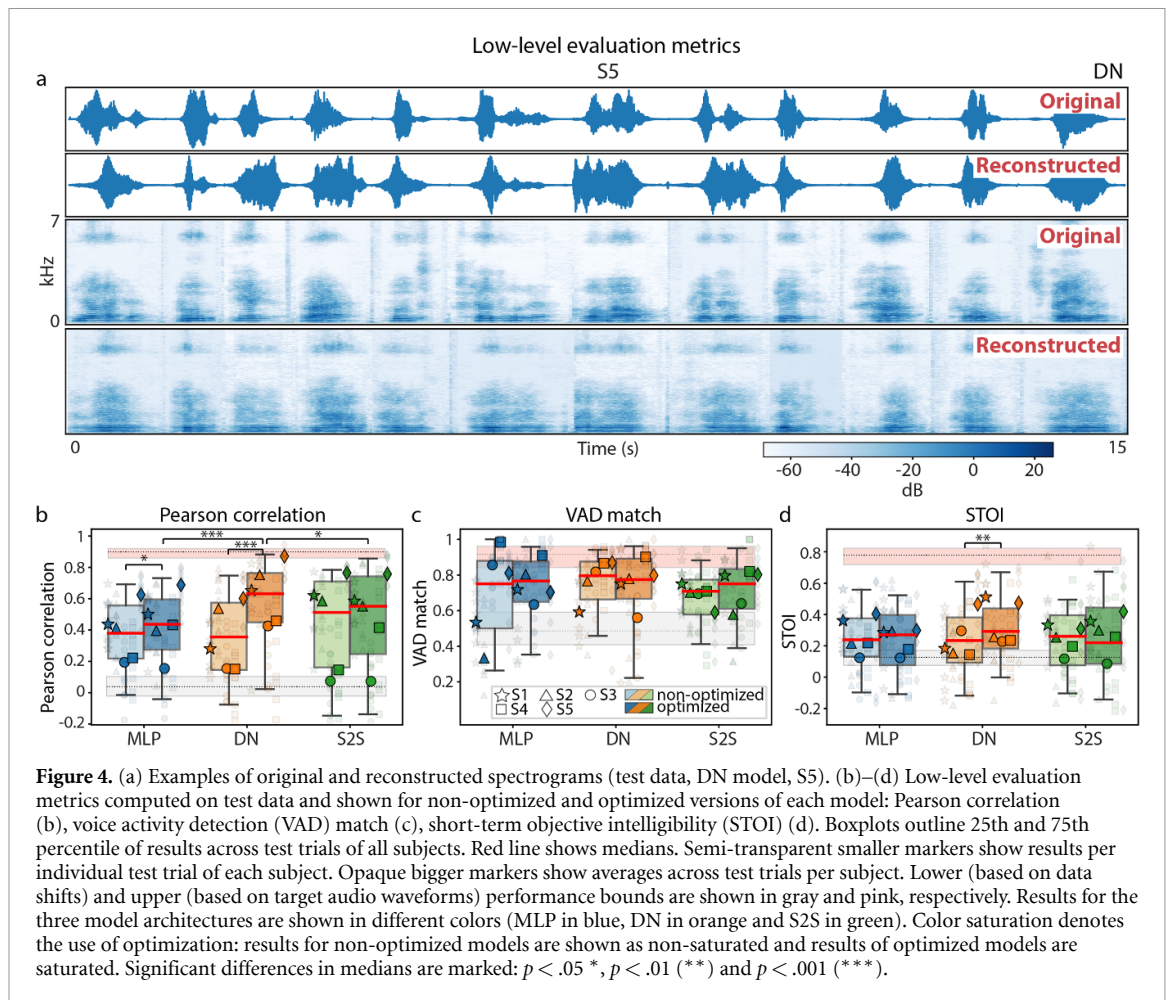 Low-level evaluation metrics
S5
DN
a
Original
Reconstructed
7
kHz
0
Original
Reconstructed
0
Time (s)
15
-60 -40 -20 0 20
dB
b Pearson correlation
c VAD match
d STOI
Pearson correlation
1
0.8
0.6
0.4
0.2
0
-0.2
* *** *** *
MLP DN S2S
VAD match
1
0.8
0.6
0.4
0.2
S1 S2 S3 non-optimized
S4 S5 optimized
MLP DN S2S
STOI
0.8
0.6
0.4
0.2
-0.2
**
MLP DN S2S
Figure 4. (a) Examples of original and reconstructed spectrograms (test data, DN model, S5). (b)–(d) Low-level evaluation
metrics computed on test data and shown for non-optimized and optimized versions of each model: Pearson correlation
(b), voice activity detection (VAD) match (c), short-term objective intelligibility (STOI) (d). Boxplots outline 25th and 75th
percentile of results across test trials of all subjects. Red line shows medians. Semi-transparent smaller markers show results per
individual test trial of each subject. Opaque bigger markers show averages across test trials per subject. Lower (based on data
shifts) and upper (based on target audio waveforms) performance bounds are shown in gray and pink, respectively. Results for the
three model architectures are shown in different colors (MLP in blue, DN in orange and S2S in green). Color saturation denotes
the use of optimization: results for non-optimized models are shown as non-saturated and results of optimized models are
saturated. Significant differences in medians are marked: p < .05 *, p < .01 (**) and p < .001 (***).